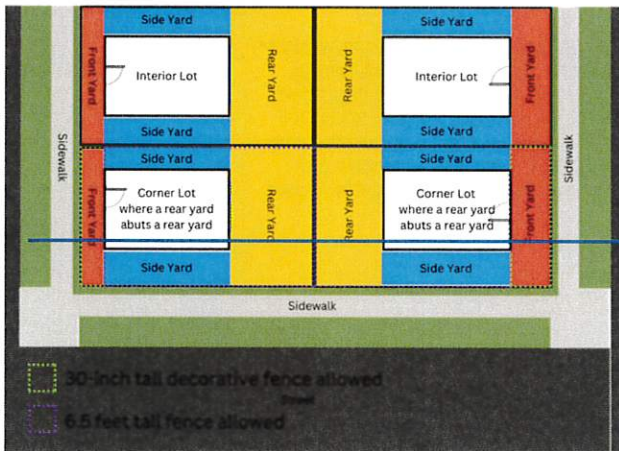 Side Yard
Side Yard
Front Yard
Interior Lot
Rear Yard
Rear Yard
Interior Lot
Front Yard
Side Yard
Side Yard
Sidewalk
Sidewalk
Side Yard
Side Yard
Front Yard
Corner Lot
where a rear yard
abuts a rear yard
Rear Yard
Rear Yard
Corner Lot
where a rear yard
abuts a rear yard
Front Yard
Side Yard
Side Yard
Sidewalk
30-inch tall decorative fence allowed
Street
6.5 feet tall fence allowed